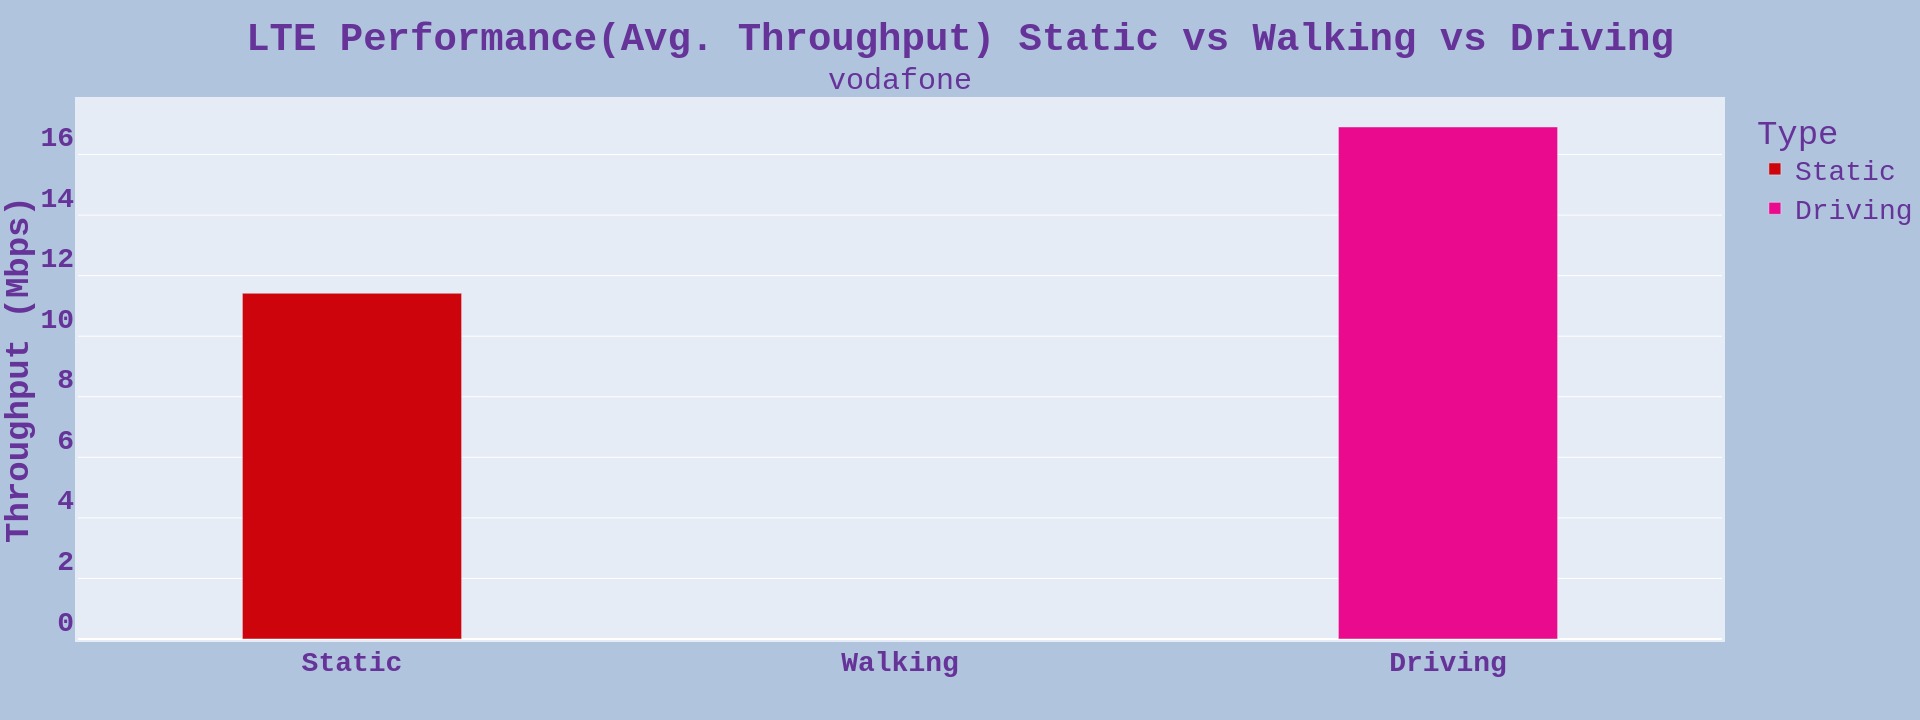 LTE Performance(Avg. Throughput) Static vs Walking vs Driving
vodafone
Throughput (Mbps)
16
14
12
10
8
6
4
2
0
Static
Walking
Driving
Type
Static
Driving